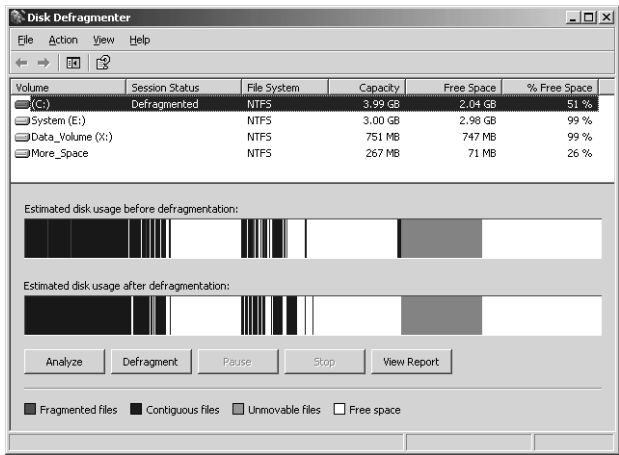 Disk Defragmenter
File Action View Help
Volume Session Status File System Capacity Free Space % Free Space
(C:) Defragmented NTFS 3.99 GB 2.04 GB 51 %
System (E:) NTFS 3.00 GB 2.98 GB 99 %
Data_Volume (X:) NTFS 751 MB 747 MB 99 %
More_Space NTFS 267 MB 71 MB 26 %
Estimated disk usage before defragmentation:
Estimated disk usage after defragmentation:
Analyze Defragment Pause Stop View Report
Fragmented files Contiguous files Unmovable files Free space